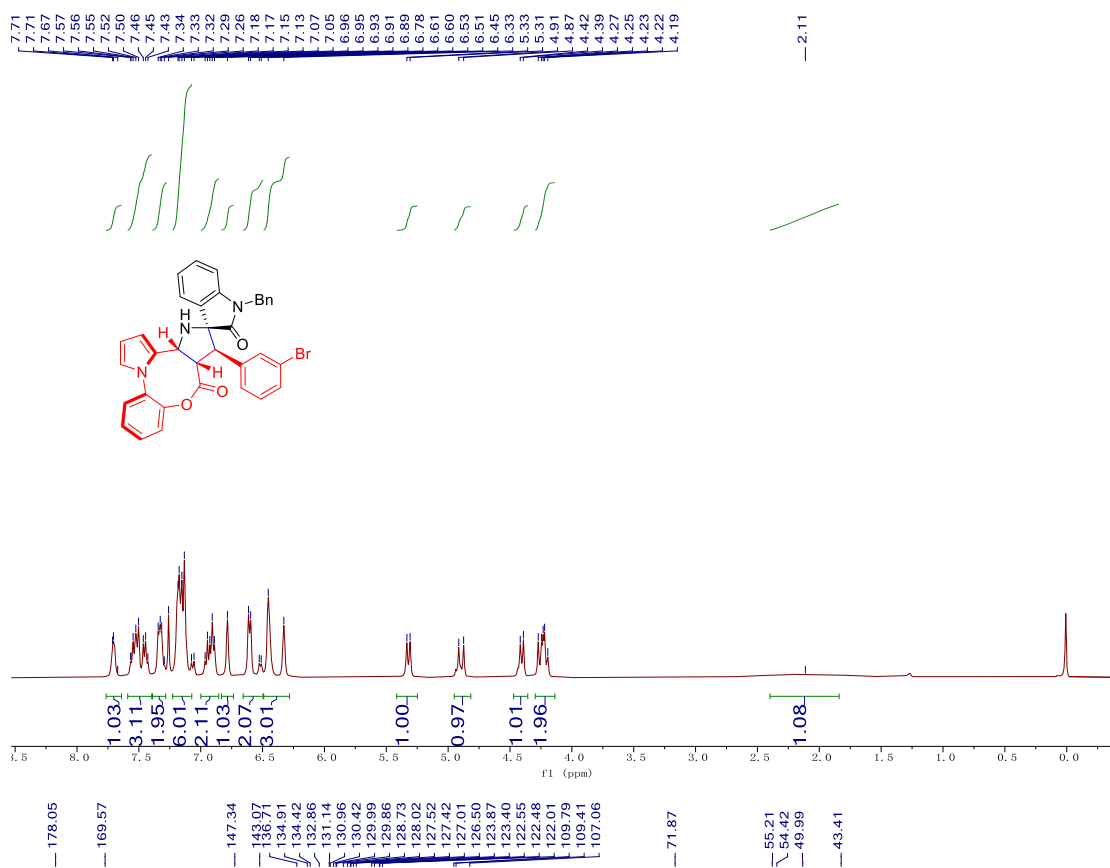 7.71 7.71 7.67 7.57 7.56 7.55 7.52 7.50 7.46 7.45 7.43 7.34 7.33 7.32 7.29 7.26 7.18 7.17 7.15 7.13 7.07 7.05 6.96 6.95 6.93 6.91 6.89 6.78 6.61 6.60 6.53 6.51 6.45 6.33 5.33 5.31 4.91 4.87 4.42 4.39 4.27 4.25 4.23 4.22 4.19 2.11
N Bn
H
N
O
H
Br
H
N
O
O
1.03 3.11 1.95 6.01 2.11 1.03 2.07 3.01 1.00 0.97 1.01 1.96 1.08
8.5 8.0 7.5 7.0 6.5 6.0 5.5 5.0 4.5 4.0 3.5 3.0 2.5 2.0 1.5 1.0 0.5 0.0
f1 (ppm)
178.05 169.57 147.34 143.07 136.71 134.91 134.42 132.86 131.14 130.96 130.42 129.99 129.86 128.73 128.02 127.52 127.42 127.01 126.50 123.87 123.40 122.55 122.48 122.01 109.79 109.41 107.06 71.87 55.21 54.42 49.99 43.41